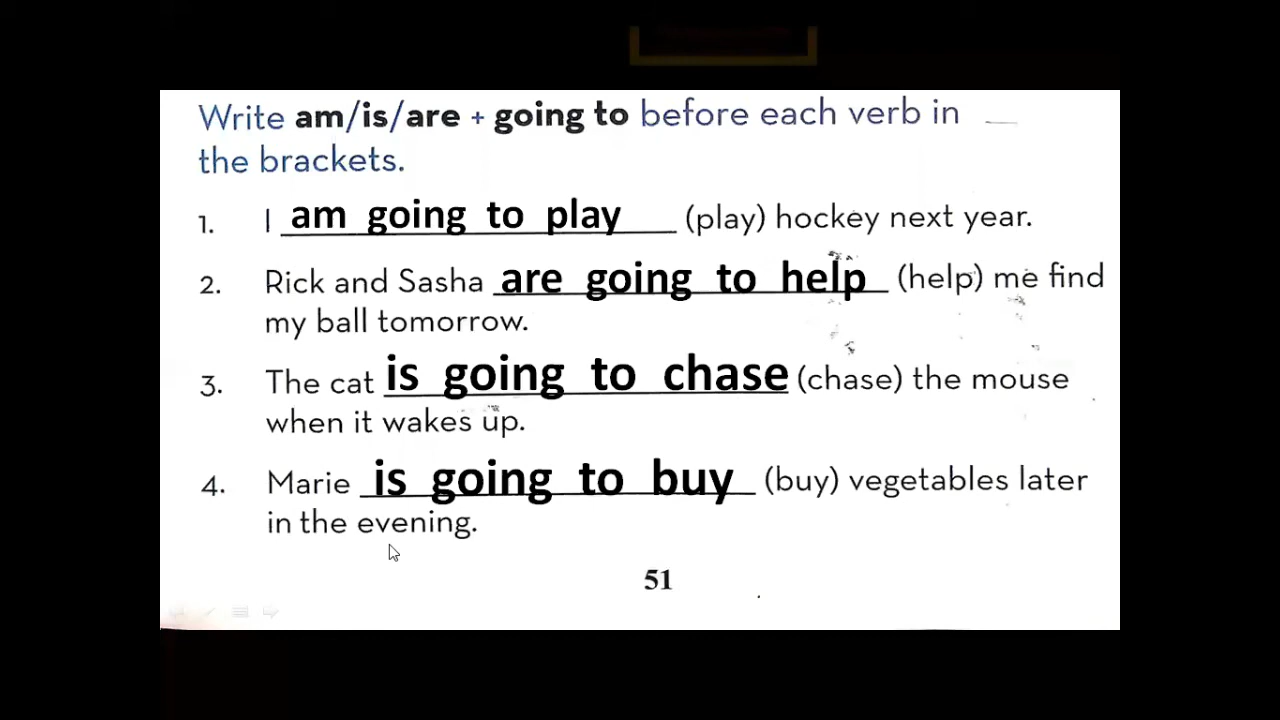 Write am/is/are + going to before each verb in
the brackets.
1. I am going to play (play) hockey next year.
2. Rick and Sasha are going to help (help) me find
my ball tomorrow.
3. The cat is going to chase (chase) the mouse
when it wakes up.
4. Marie is going to buy (buy) vegetables later
in the evening.
51